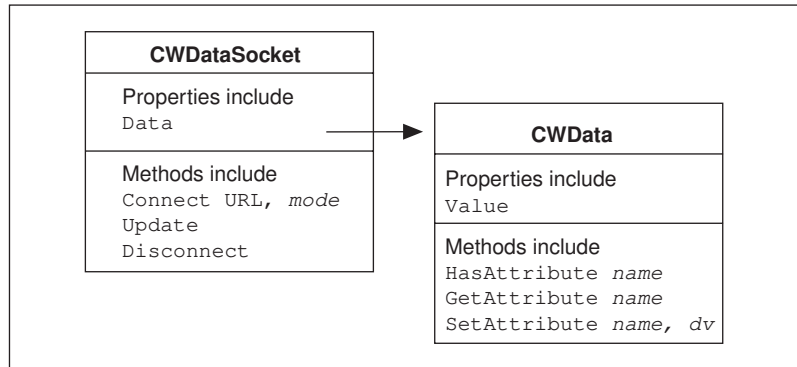 CWDataSocket
Properties include
Data
Methods include
Connect URL, mode
Update
Disconnect
CWData
Properties include
Value
Methods include
HasAttribute name
GetAttribute name
SetAttribute name, dv